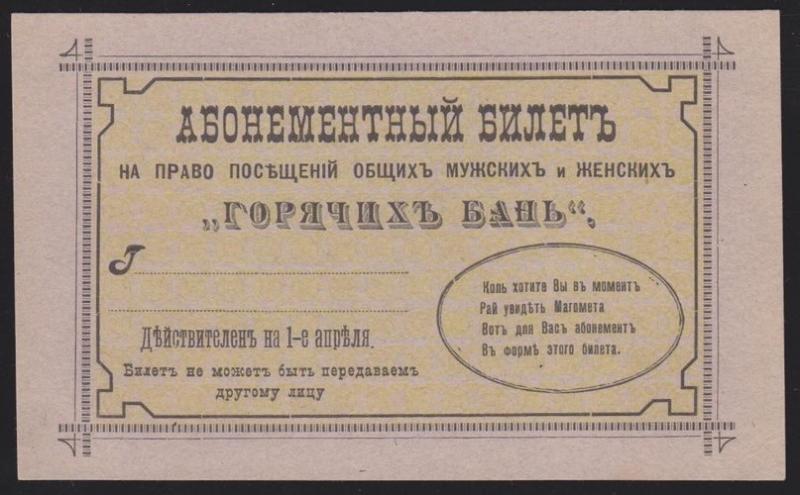 АБОНЕМЕНТНЫЙ БИЛЕТЪ
НА ПРАВО ПОСѢЩЕНІЙ ОБЩИХЪ МУЖСКИХЪ и ЖЕНСКИХЪ
„ГОРЯЧИХЪ БАНЬ“.
Г
Дѣйствителенъ на 1-е апрѣля.
Билетъ не можетъ быть передаваемъ
другому лицу
Коль хотите Вы въ моментъ
Рай увидѣть Магомета
Вотъ для Васъ абонементъ
Въ формѣ этого билета.